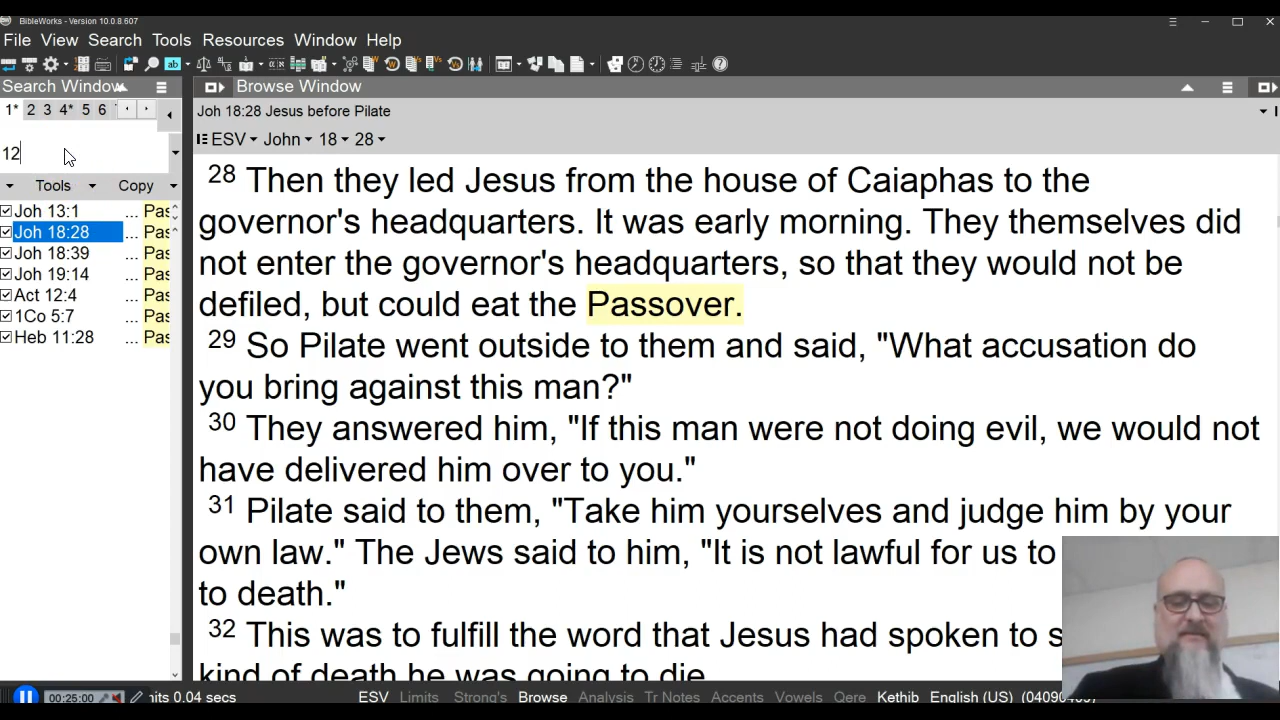 BibleWorks - Version 10.0.8.607
File View Search Tools Resources Window Help
Search Window
Browse Window
1* 2 3 4* 5 6
Joh 18:28 Jesus before Pilate
12
ESV John 18 28
Tools Copy
Joh 13:1 ... Pas
Joh 18:28 ... Pas
Joh 18:39 ... Pas
Joh 19:14 ... Pas
Act 12:4 ... Pas
1Co 5:7 ... Pas
Heb 11:28 ... Pas
28 Then they led Jesus from the house of Caiaphas to the
governor's headquarters. It was early morning. They themselves did
not enter the governor's headquarters, so that they would not be
defiled, but could eat the Passover.
29 So Pilate went outside to them and said, "What accusation do
you bring against this man?"
30 They answered him, "If this man were not doing evil, we would not
have delivered him over to you."
31 Pilate said to them, "Take him yourselves and judge him by your
own law." The Jews said to him, "It is not lawful for us to
to death."
32 This was to fulfill the word that Jesus had spoken to s
kind of death he was going to die.
00:25:00 hits 0.04 secs ESV Limits Strong's Browse Analysis Tr Notes Accents Vowels Qere Kethib English (US)